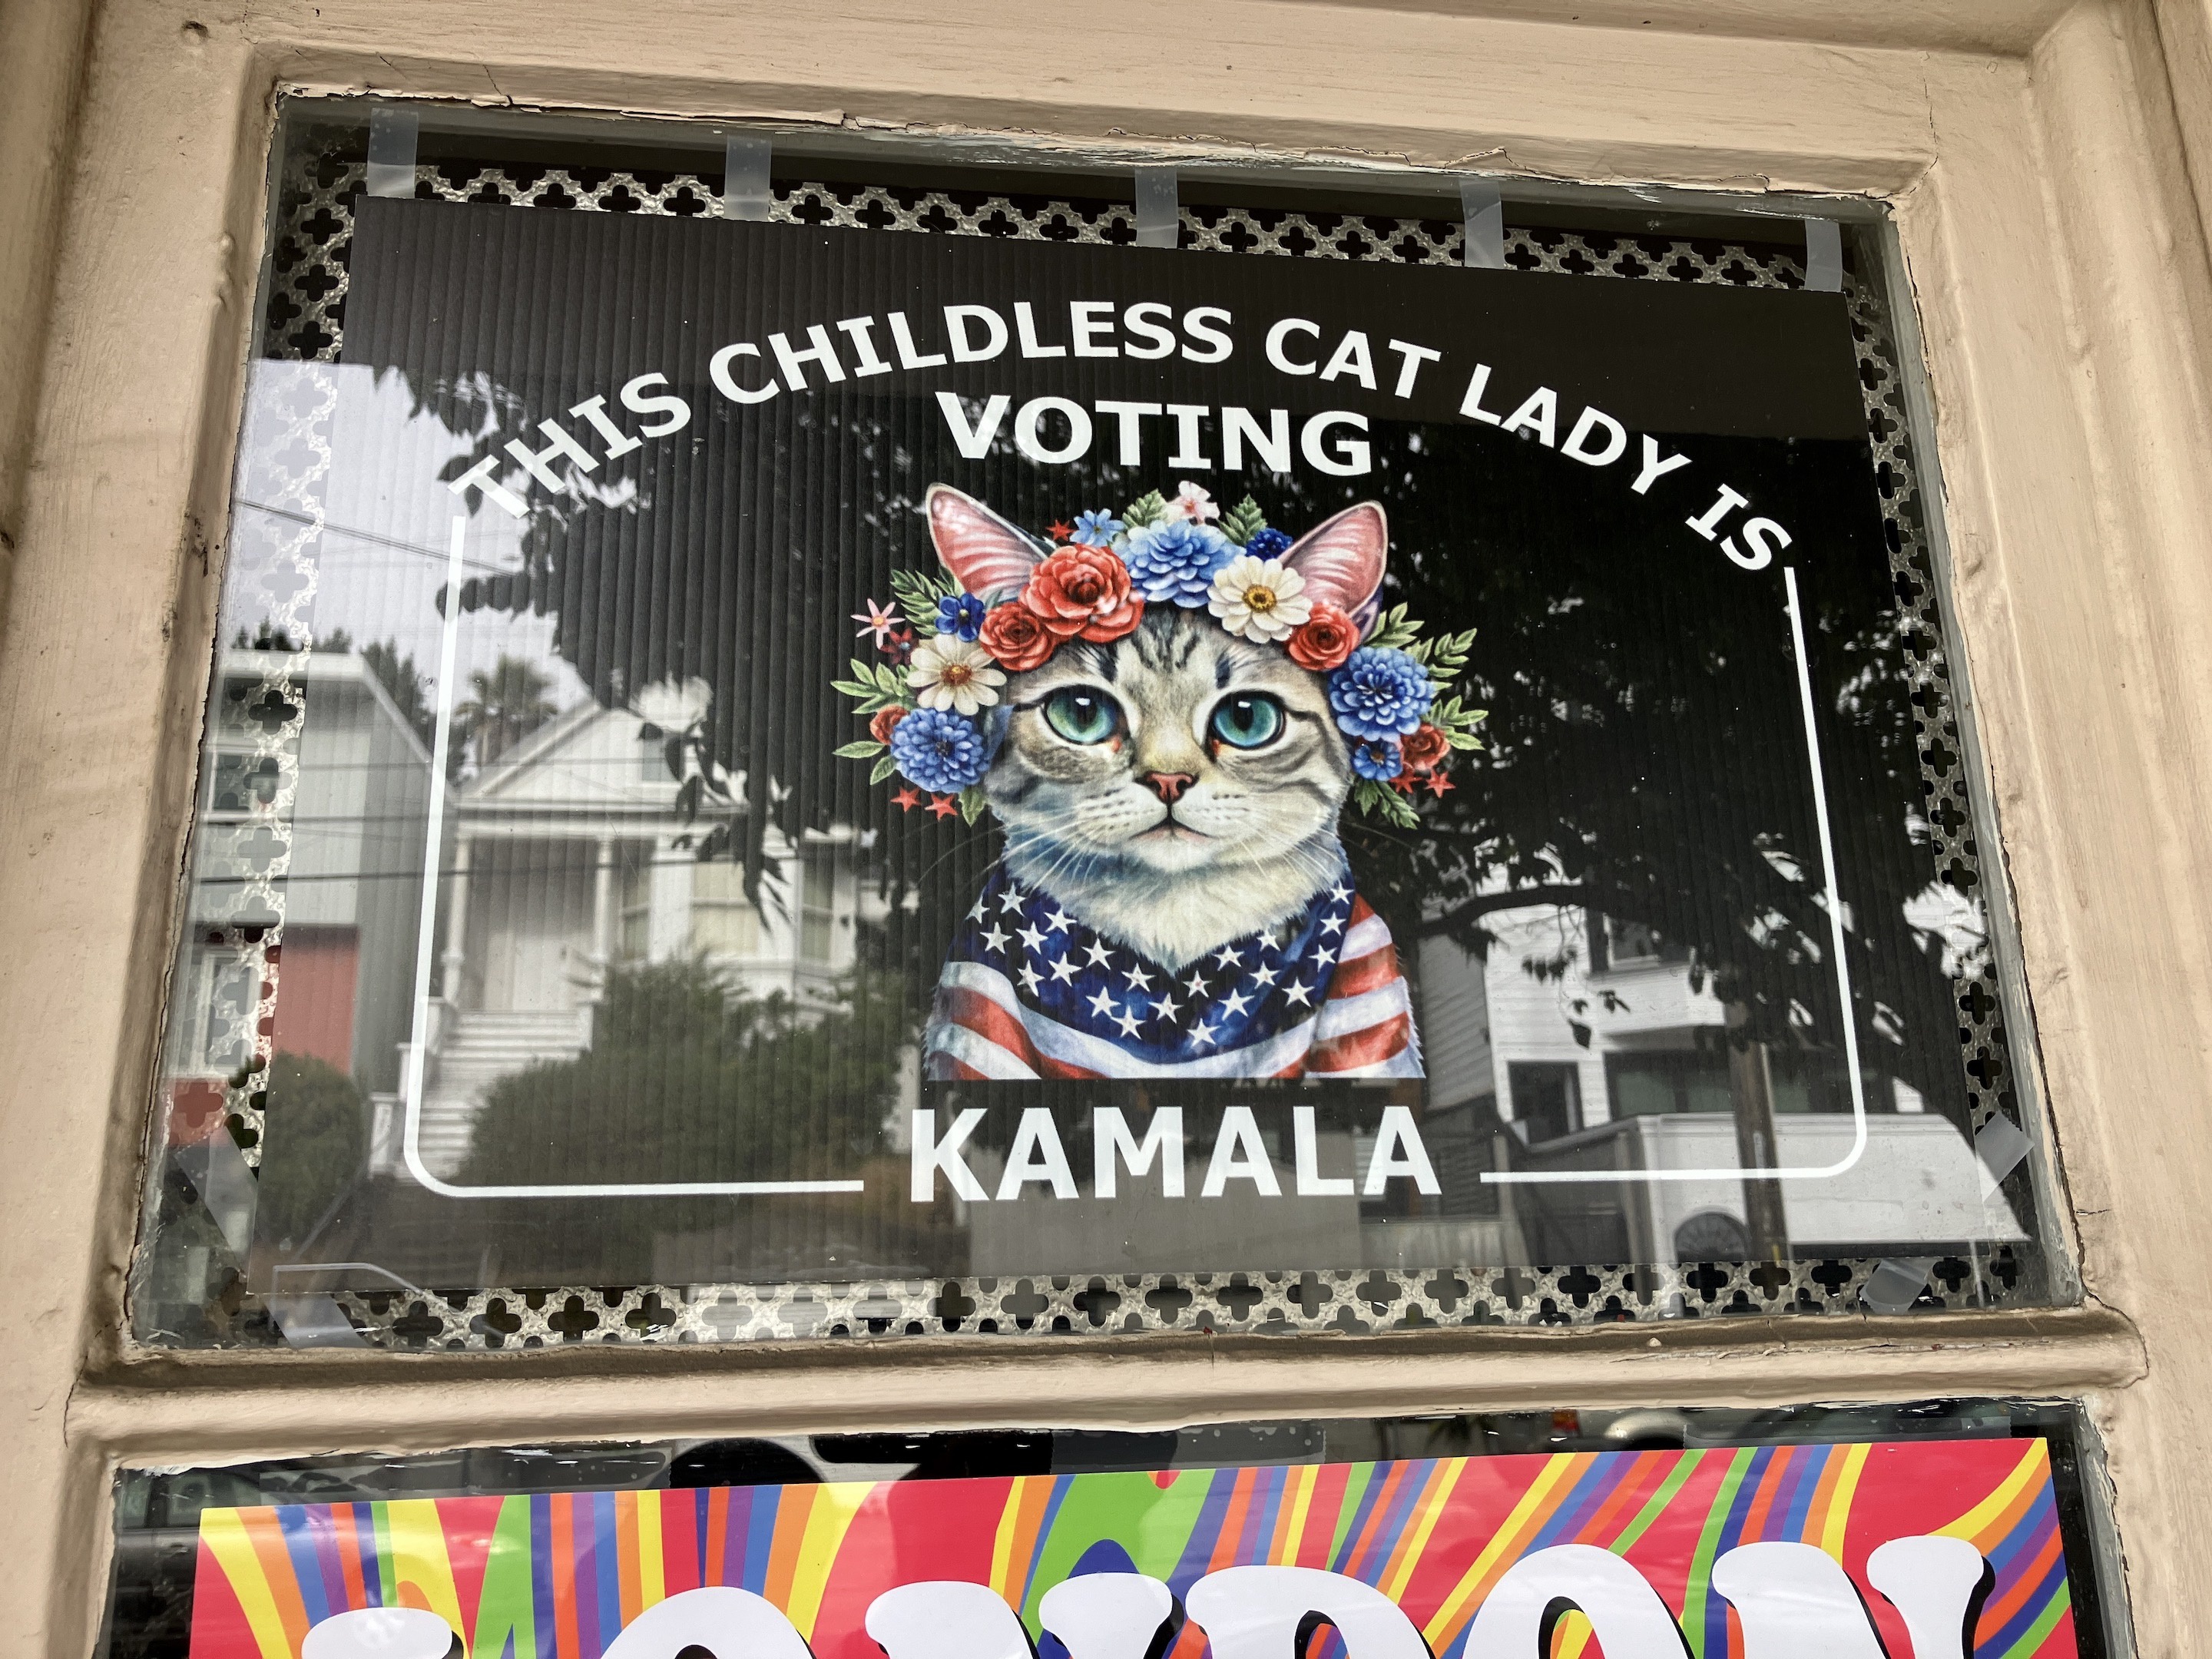 THIS CHILDLESS CAT LADY IS
VOTING
KAMALA